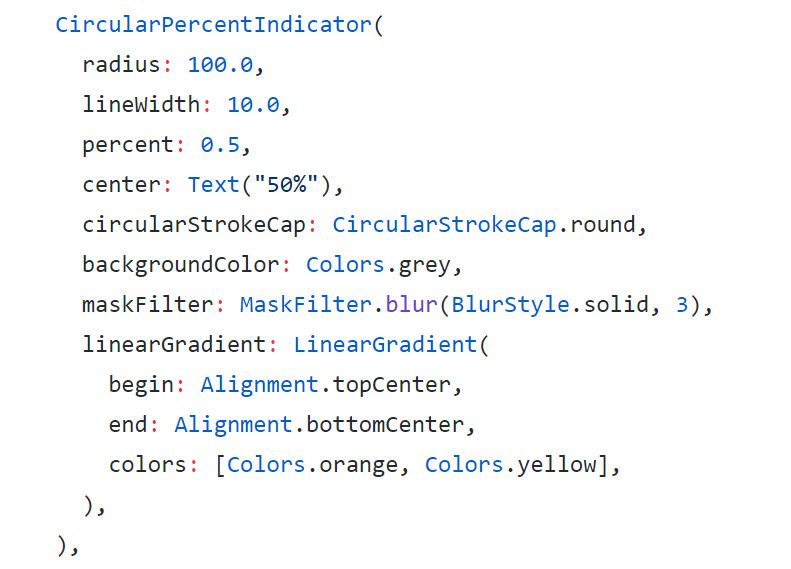 CircularPercentIndicator(
  radius: 100.0,
  lineWidth: 10.0,
  percent: 0.5,
  center: Text("50%"),
  circularStrokeCap: CircularStrokeCap.round,
  backgroundColor: Colors.grey,
  maskFilter: MaskFilter.blur(BlurStyle.solid, 3),
  linearGradient: LinearGradient(
    begin: Alignment.topCenter,
    end: Alignment.bottomCenter,
    colors: [Colors.orange, Colors.yellow],
  ),
),